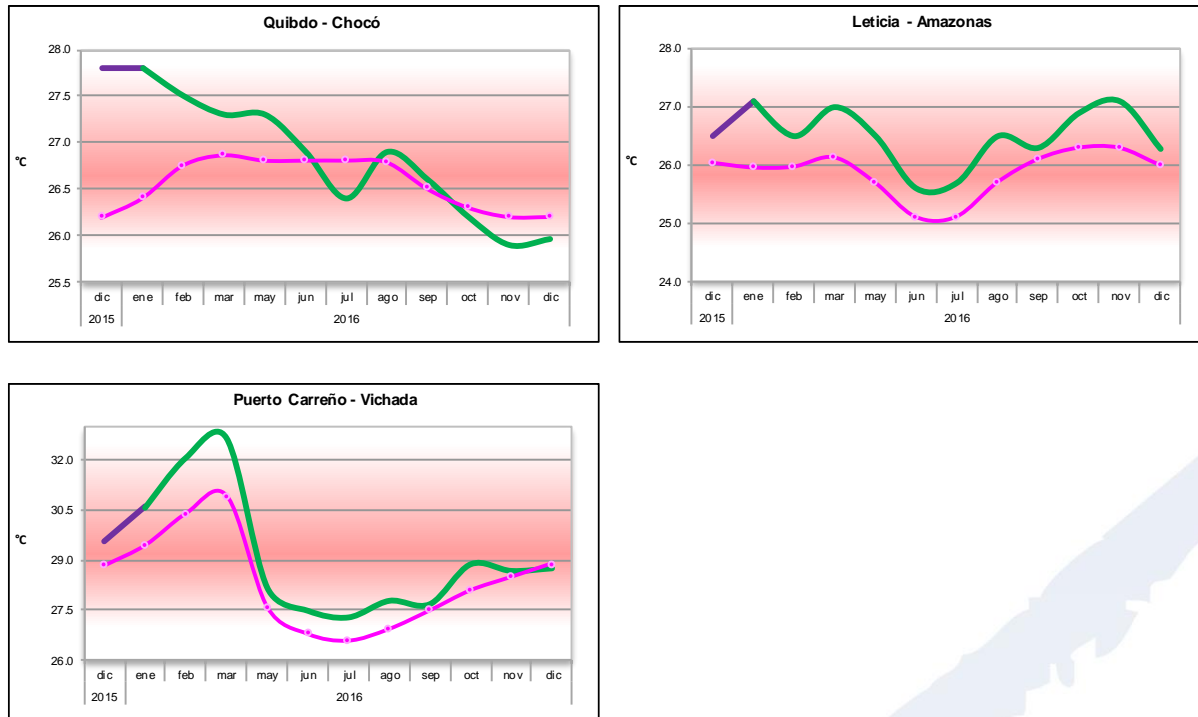 Quibdo - Chocó
28.0
27.5
27.0
°C
26.5
26.0
25.5
dic ene feb mar may jun jul ago sep oct nov dic
2015 2016
Leticia - Amazonas
28.0
27.0
°C
26.0
25.0
24.0
dic ene feb mar may jun jul ago sep oct nov dic
2015 2016
Puerto Carreño - Vichada
32.0
30.5
°C
29.0
27.5
26.0
dic ene feb mar may jun jul ago sep oct nov dic
2015 2016